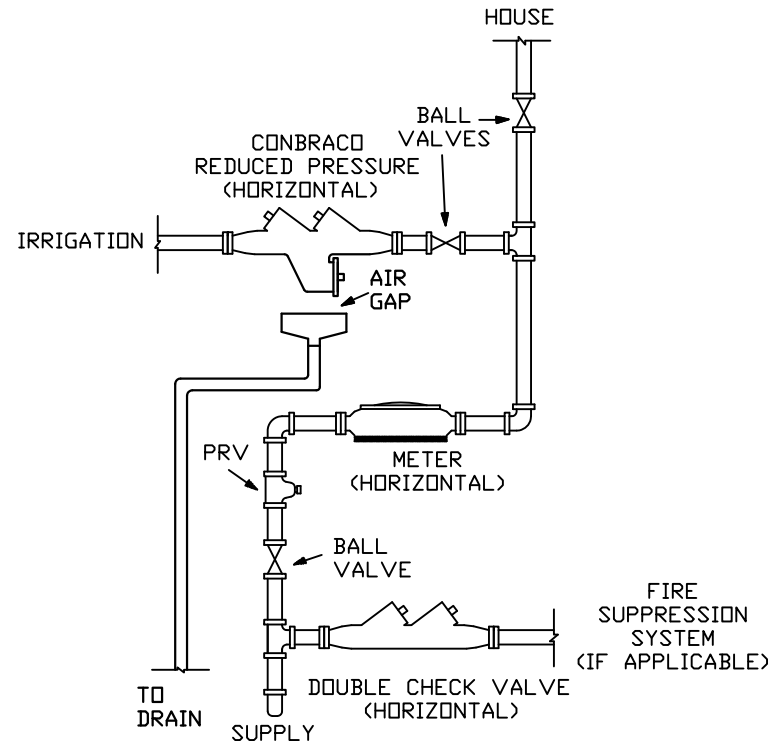 HOUSE
BALL
VALVES
CONBRACO
REDUCED PRESSURE
(HORIZONTAL)
IRRIGATION
AIR
GAP
PRV
METER
(HORIZONTAL)
BALL
VALVE
FIRE
SUPPRESSION
SYSTEM
(IF APPLICABLE)
DOUBLE CHECK VALVE
(HORIZONTAL)
TO
DRAIN
SUPPLY